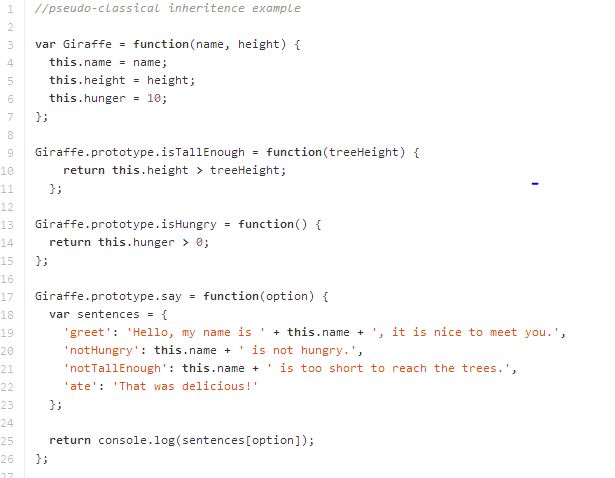 1 //pseudo-classical inheritence example
2
3 var Giraffe = function(name, height) {
4 this.name = name;
5 this.height = height;
6 this.hunger = 10;
7 };
8
9 Giraffe.prototype.isTallEnough = function(treeHeight) {
10 return this.height > treeHeight;
11 };
12
13 Giraffe.prototype.isHungry = function() {
14 return this.hunger > 0;
15 };
16
17 Giraffe.prototype.say = function(option) {
18 var sentences = {
19 'greet': 'Hello, my name is ' + this.name + ', it is nice to meet you.',
20 'notHungry': this.name + ' is not hungry.',
21 'notTallEnough': this.name + ' is too short to reach the trees.',
22 'ate': 'That was delicious!'
23 };
24
25 return console.log(sentences[option]);
26 };
27